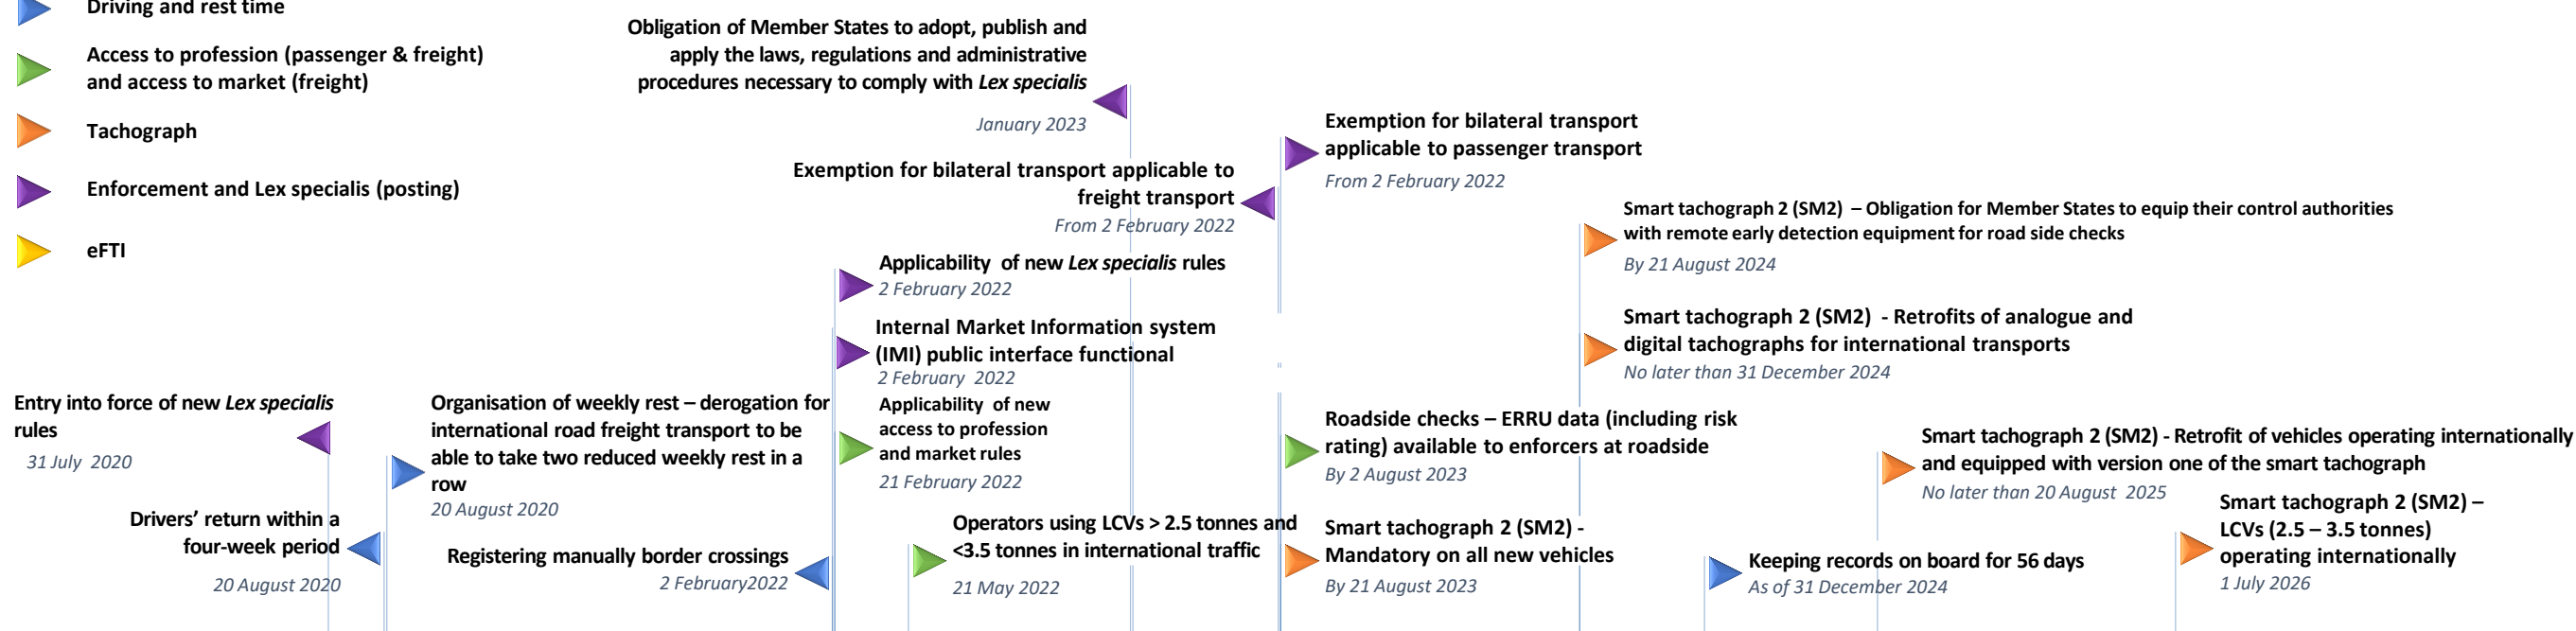 Driving and rest time
Access to profession (passenger & freight)
and access to market (freight)
Tachograph
Enforcement and Lex specialis (posting)
eFTI
Obligation of Member States to adopt, publish and
apply the laws, regulations and administrative
procedures necessary to comply with Lex specialis
January 2023
Exemption for bilateral transport applicable to
freight transport
From 2 February 2022
Exemption for bilateral transport
applicable to passenger transport
From 2 February 2022
Smart tachograph 2 (SM2) – Obligation for Member States to equip their control authorities
with remote early detection equipment for road side checks
By 21 August 2024
Applicability of new Lex specialis rules
2 February 2022
Internal Market Information system
(IMI) public interface functional
2 February 2022
Smart tachograph 2 (SM2) - Retrofits of analogue and
digital tachographs for international transports
No later than 31 December 2024
Entry into force of new Lex specialis
rules
31 July 2020
Organisation of weekly rest – derogation for
international road freight transport to be
able to take two reduced weekly rest in a
row
20 August 2020
Applicability of new
access to profession
and market rules
21 February 2022
Roadside checks – ERRU data (including risk
rating) available to enforcers at roadside
By 2 August 2023
Smart tachograph 2 (SM2) - Retrofit of vehicles operating internationally
and equipped with version one of the smart tachograph
No later than 20 August 2025
Drivers’ return within a
four-week period
20 August 2020
Registering manually border crossings
2 February2022
Operators using LCVs > 2.5 tonnes and
<3.5 tonnes in international traffic
21 May 2022
Smart tachograph 2 (SM2) -
Mandatory on all new vehicles
By 21 August 2023
Keeping records on board for 56 days
As of 31 December 2024
Smart tachograph 2 (SM2) –
LCVs (2.5 – 3.5 tonnes)
operating internationally
1 July 2026